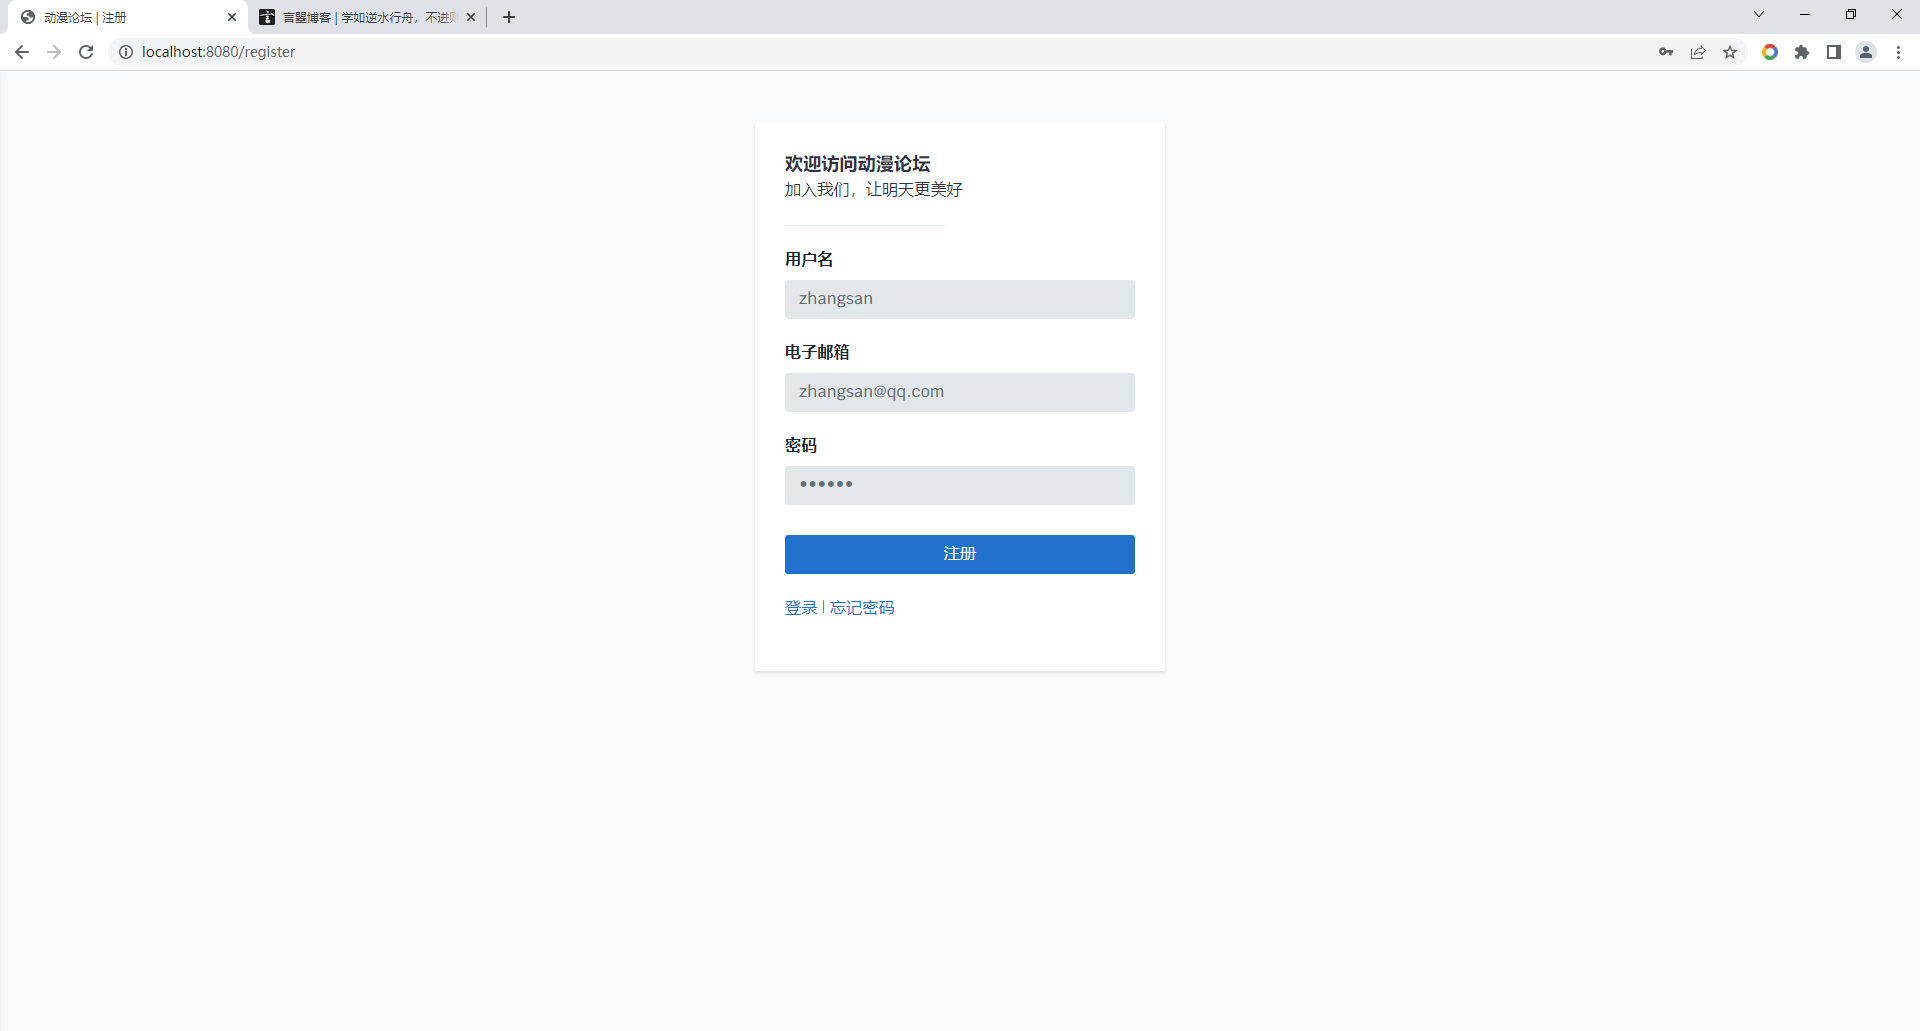 动漫论坛 | 注册
言曌博客 | 学如逆水行舟，不进
localhost:8080/register
欢迎访问动漫论坛
加入我们，让明天更美好
用户名
zhangsan
电子邮箱
zhangsan@qq.com
密码
••••••
注册
登录 | 忘记密码